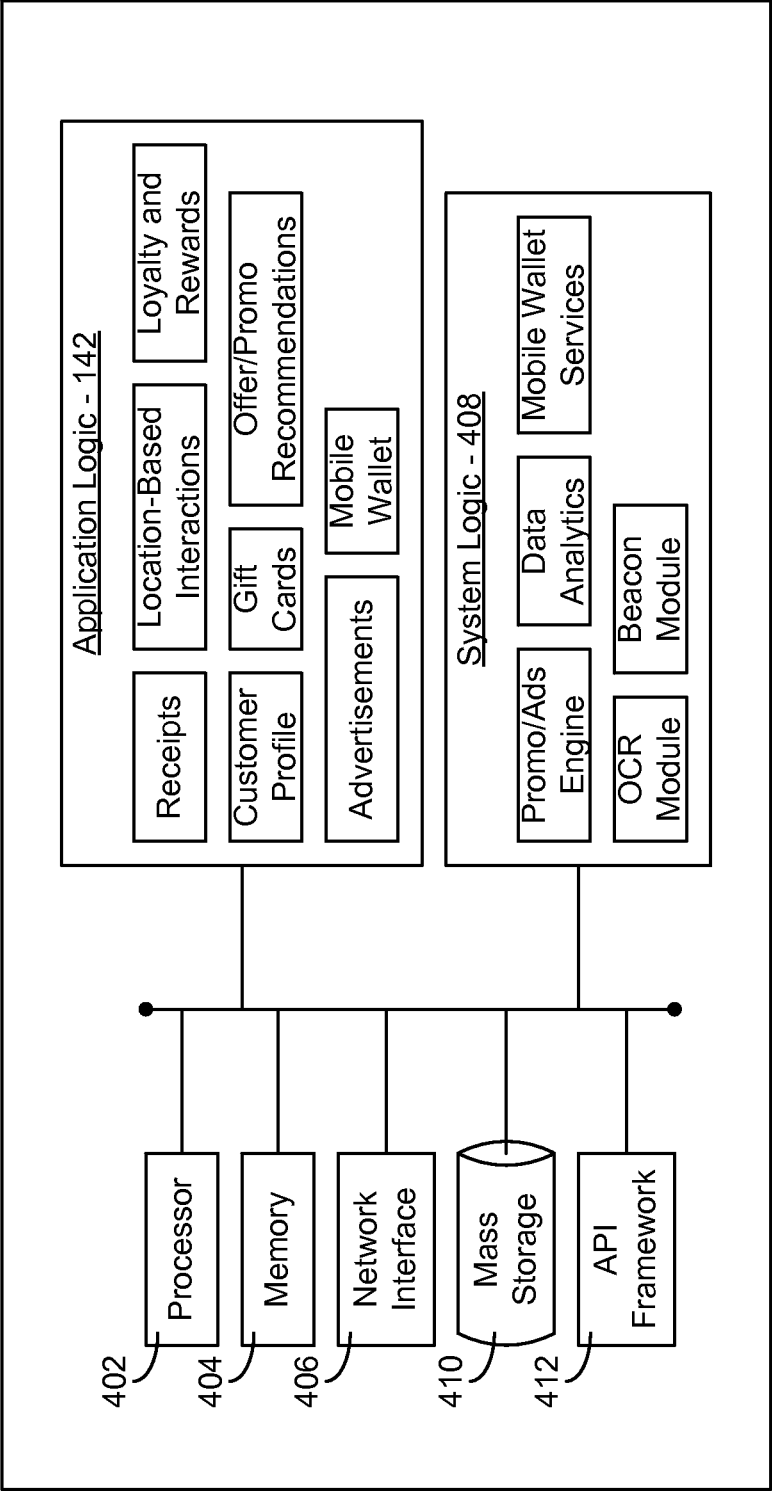 402
Processor
404
Memory
406
Network
Interface
410
Mass
Storage
412
API
Framework
Application Logic - 142
Receipts
Location-Based
Interactions
Loyalty and
Rewards
Customer
Profile
Gift
Cards
Offer/Promo
Recommendations
Advertisements
Mobile
Wallet
System Logic - 408
Promo/Ads
Engine
Data
Analytics
Mobile Wallet
Services
OCR
Module
Beacon
Module